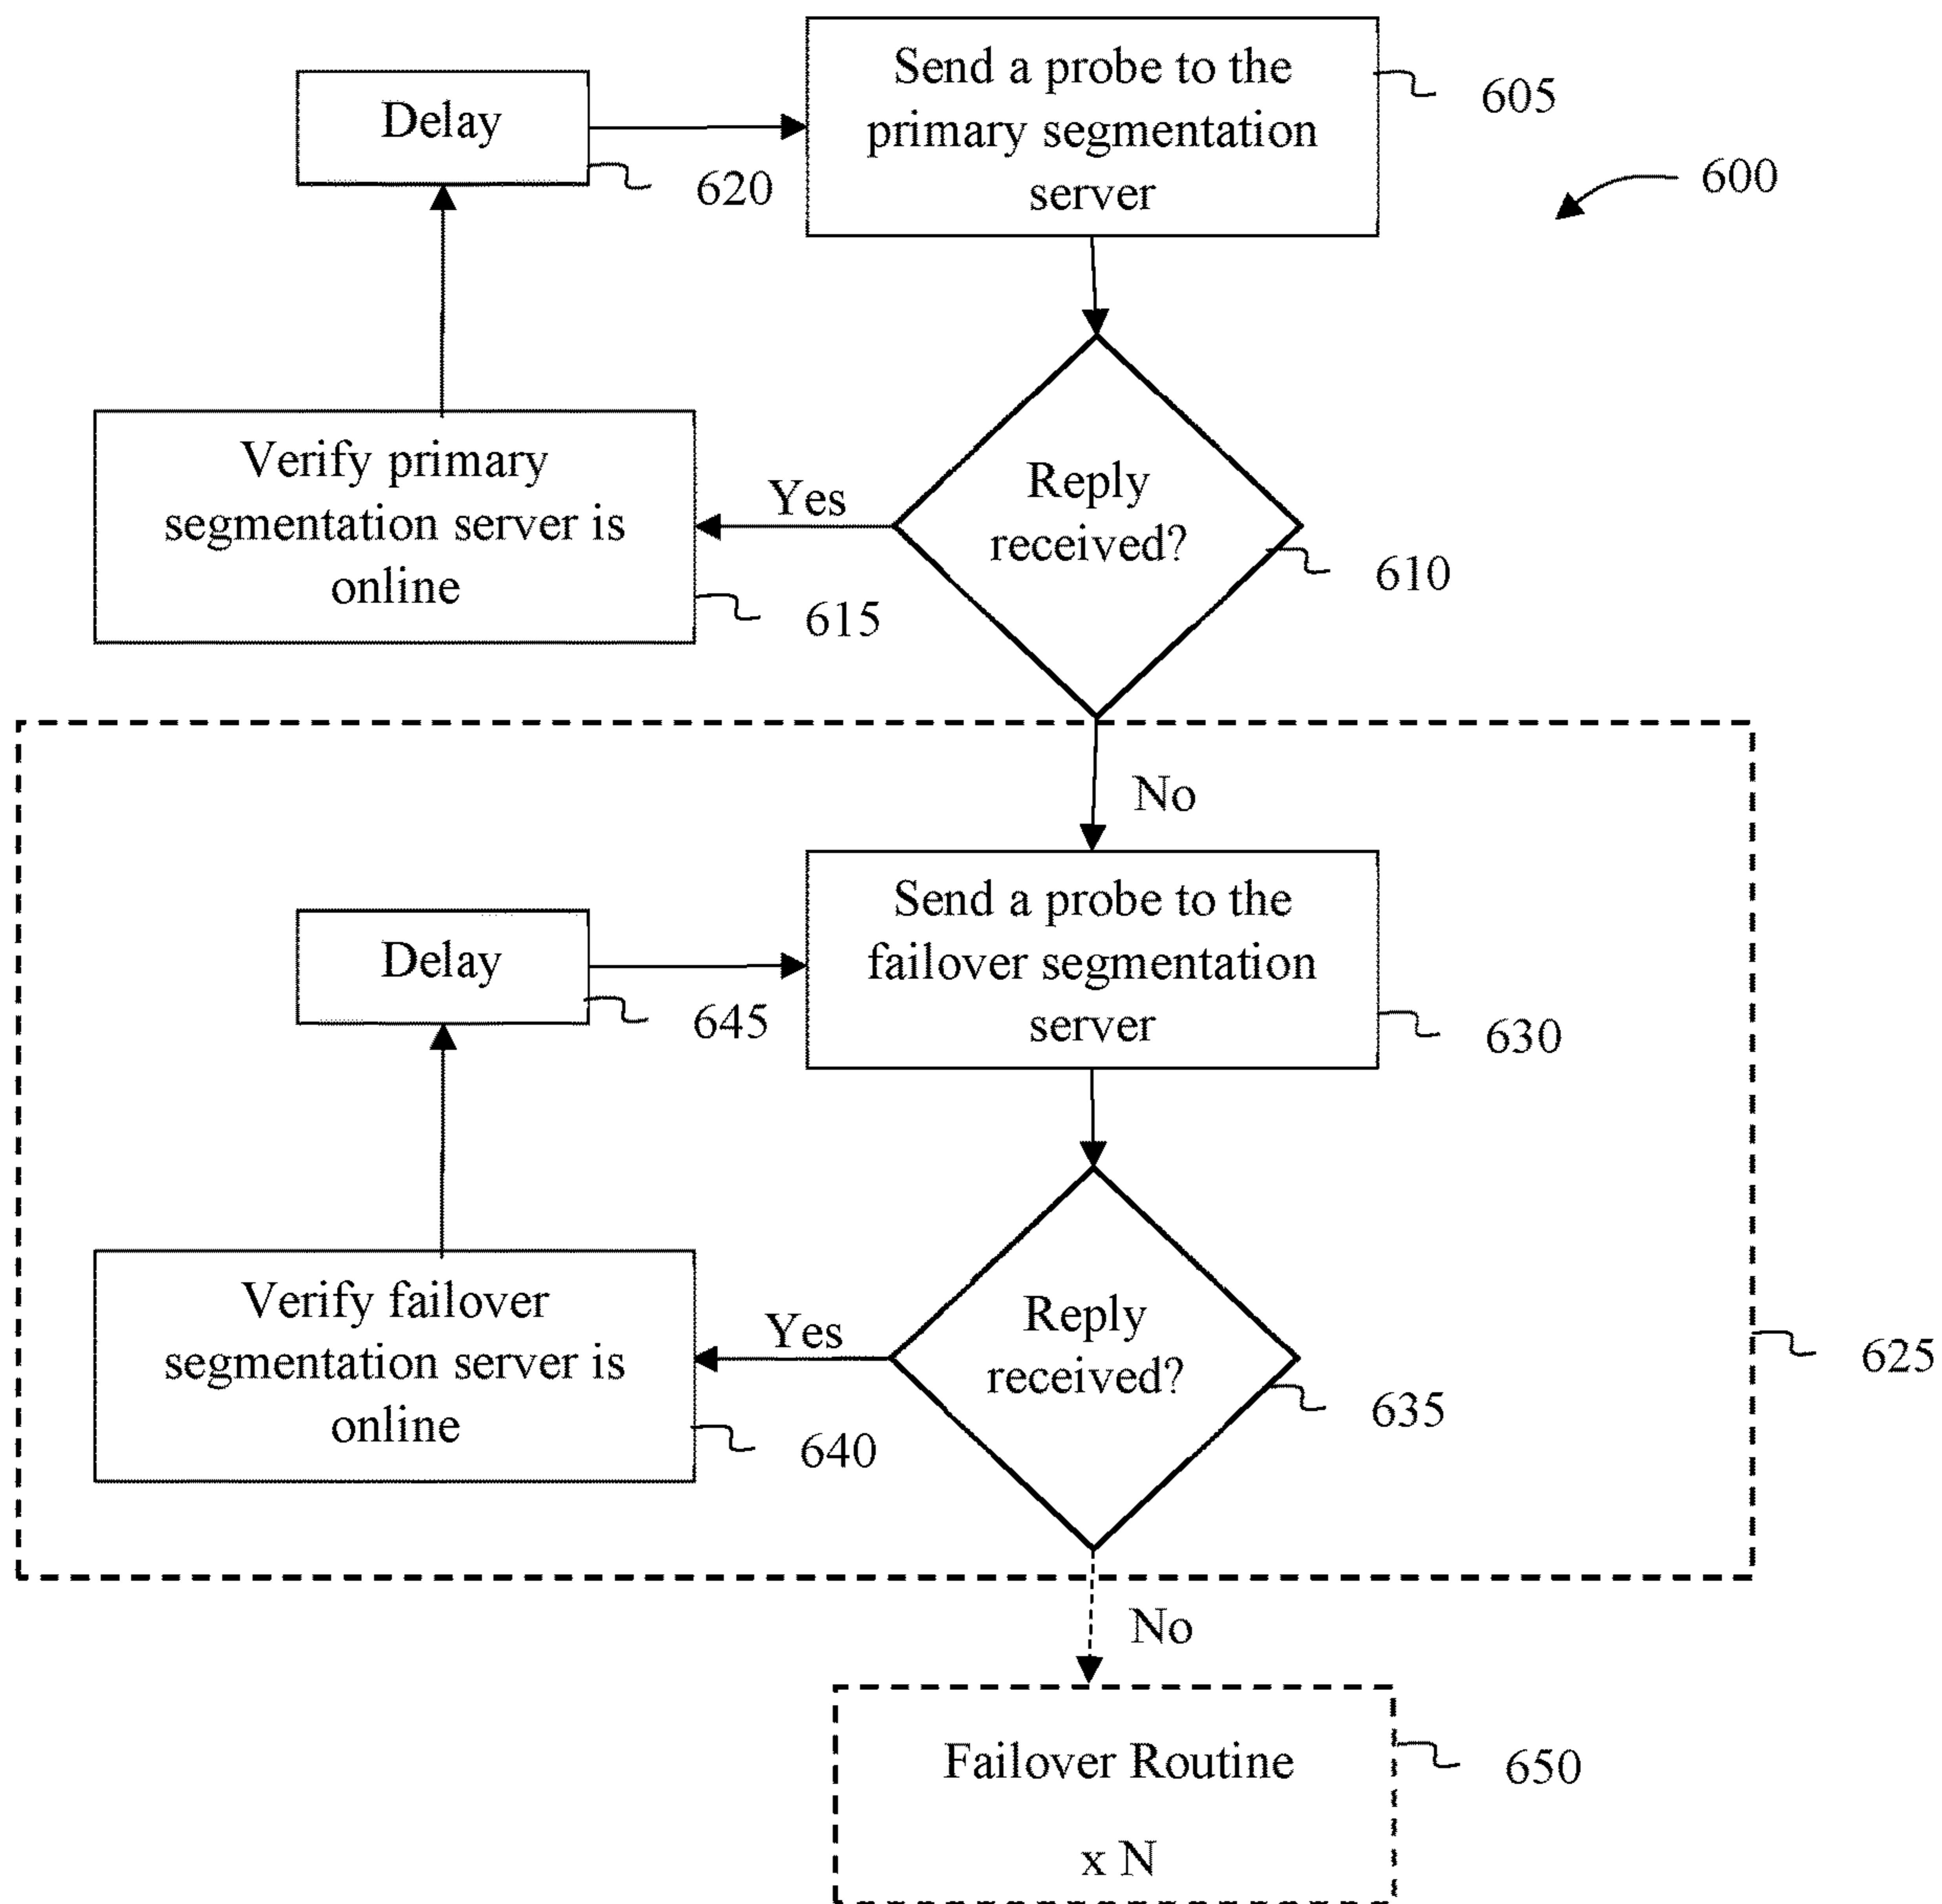 Send a probe to the
primary segmentation
server
605
Delay
620
600
Verify primary
segmentation server is
online
615
Yes
Reply
received?
610
No
Send a probe to the
failover segmentation
server
630
Delay
645
Verify failover
segmentation server is
online
640
Yes
Reply
received?
635
625
No
Failover Routine
x N
650